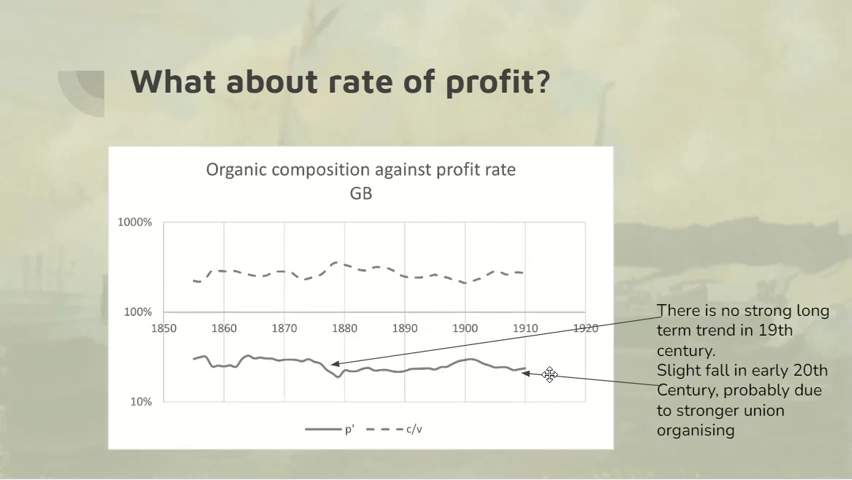 What about rate of profit?
Organic composition against profit rate
GB
1000%
100%
1850 1860 1870 1880 1890 1900 1910 1920
10%
p' c/v
There is no strong long
term trend in 19th
century.
Slight fall in early 20th
Century, probably due
to stronger union
organising